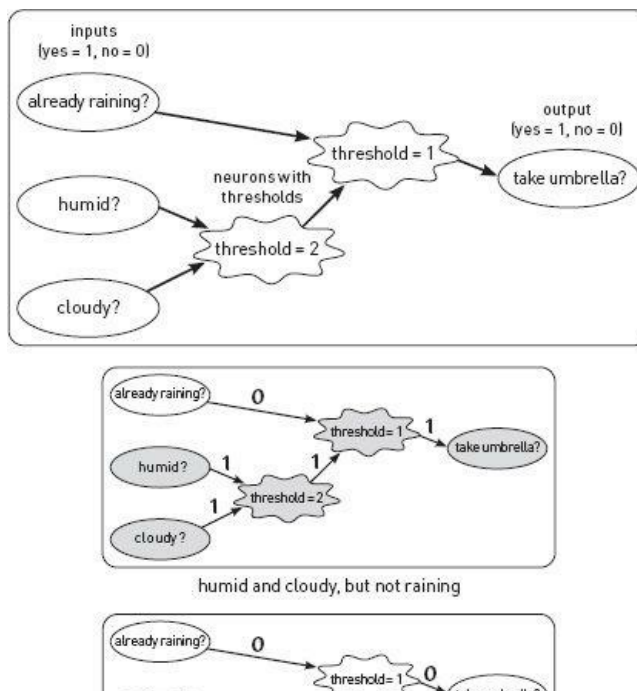 inputs
(yes = 1, no = 0)
already raining?
output
(yes = 1, no = 0)
threshold = 1
take umbrella?
neurons with
thresholds
humid?
threshold = 2
cloudy?
already raining?
0
threshold = 1
1
take umbrella?
humid?
1
1
threshold = 2
1
cloudy?
humid and cloudy, but not raining
already raining?
0
threshold = 1
0